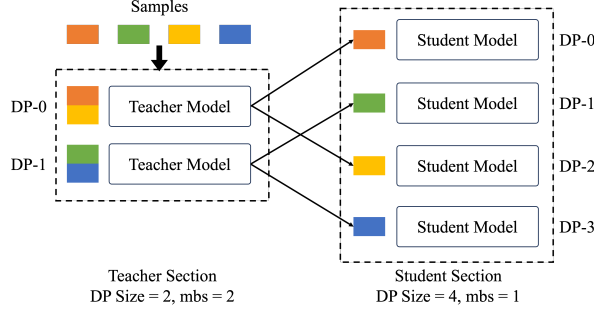 Samples
DP-0
Teacher Model
DP-1
Teacher Model
Student Model
DP-0
Student Model
DP-1
Student Model
DP-2
Student Model
DP-3
Teacher Section
DP Size = 2, mbs = 2
Student Section
DP Size = 4, mbs = 1